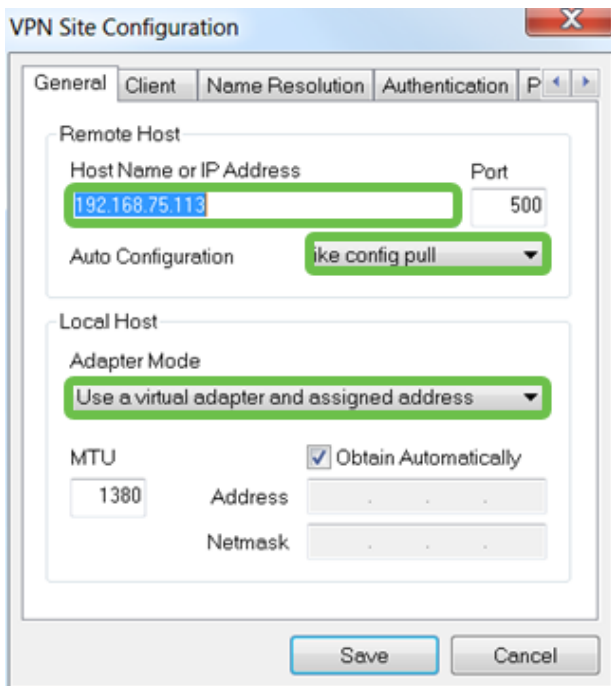 VPN Site Configuration
General Client Name Resolution Authentication P
Remote Host
Host Name or IP Address Port
192.168.75.113 500
Auto Configuration ike config pull
Local Host
Adapter Mode
Use a virtual adapter and assigned address
MTU Obtain Automatically
1380 Address . . .
Netmask . . .
Save Cancel